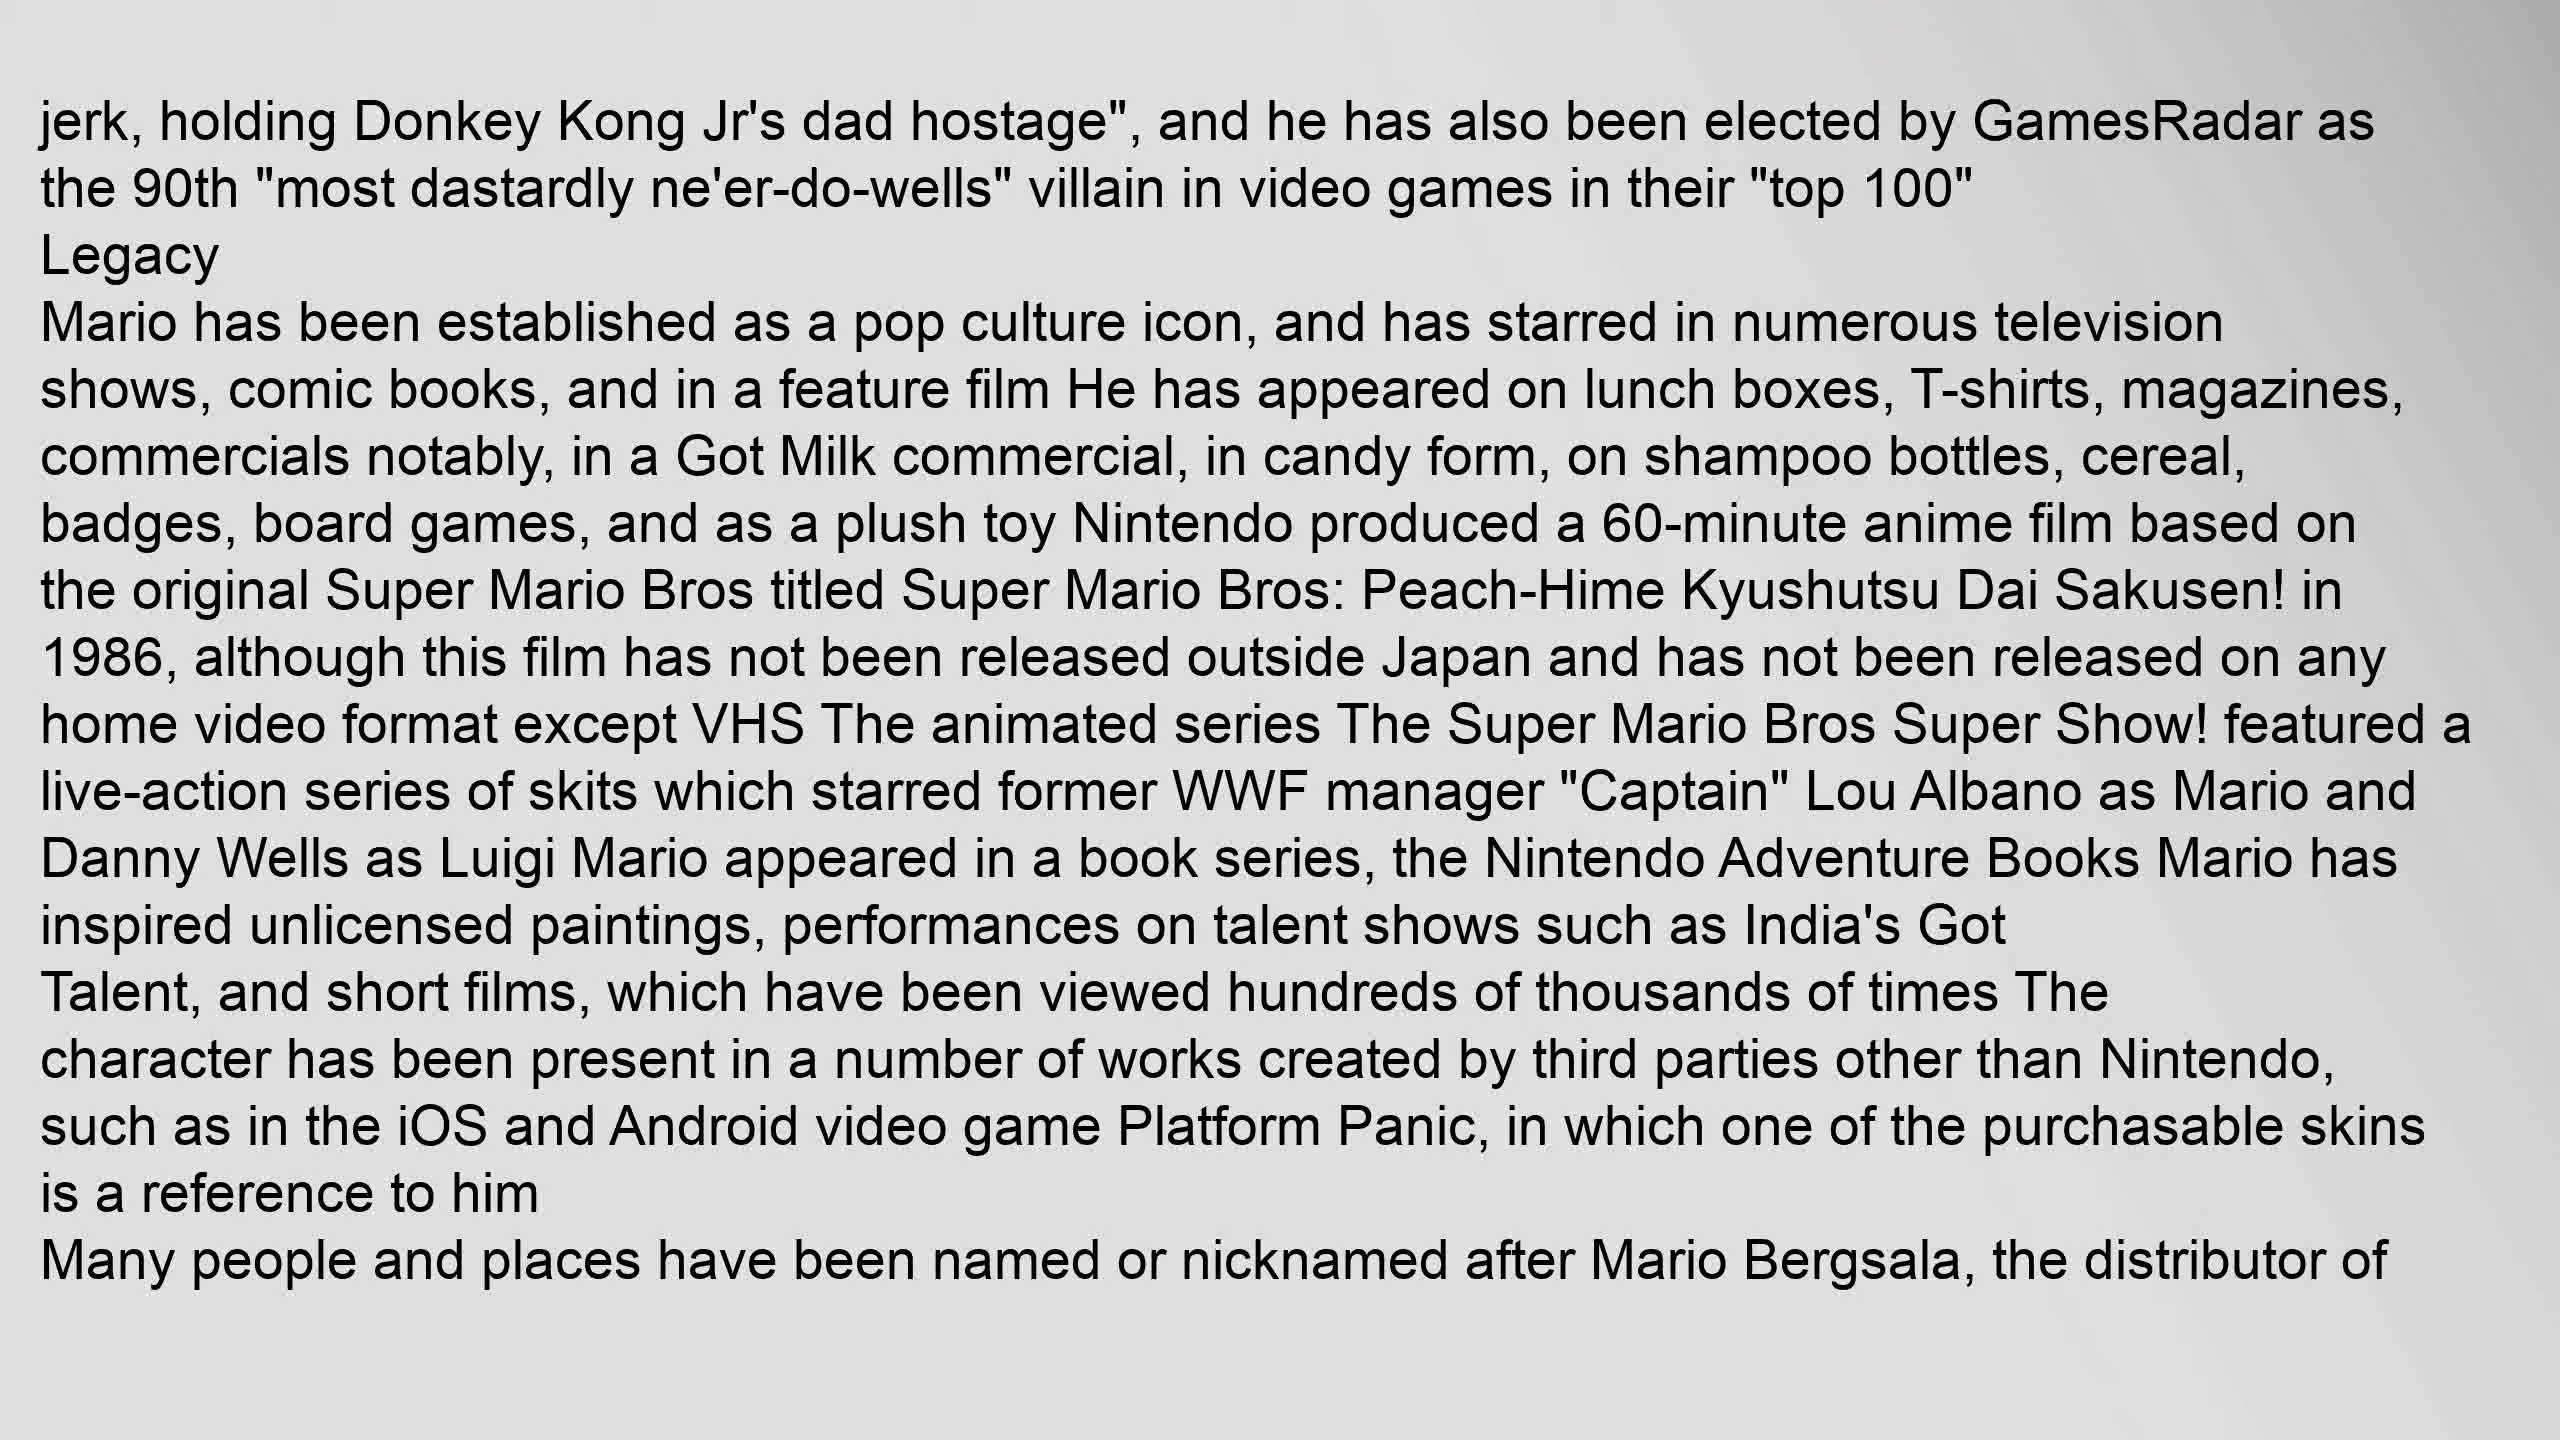 jerk, holding Donkey Kong Jr's dad hostage", and he has also been elected by GamesRadar as
the 90th "most dastardly ne'er-do-wells" villain in video games in their "top 100"
Legacy
Mario has been established as a pop culture icon, and has starred in numerous television
shows, comic books, and in a feature film He has appeared on lunch boxes, T-shirts, magazines,
commercials notably, in a Got Milk commercial, in candy form, on shampoo bottles, cereal,
badges, board games, and as a plush toy Nintendo produced a 60-minute anime film based on
the original Super Mario Bros titled Super Mario Bros: Peach-Hime Kyushutsu Dai Sakusen! in
1986, although this film has not been released outside Japan and has not been released on any
home video format except VHS The animated series The Super Mario Bros Super Show! featured a
live-action series of skits which starred former WWF manager "Captain" Lou Albano as Mario and
Danny Wells as Luigi Mario appeared in a book series, the Nintendo Adventure Books Mario has
inspired unlicensed paintings, performances on talent shows such as India's Got
Talent, and short films, which have been viewed hundreds of thousands of times The
character has been present in a number of works created by third parties other than Nintendo,
such as in the iOS and Android video game Platform Panic, in which one of the purchasable skins
is a reference to him
Many people and places have been named or nicknamed after Mario Bergsala, the distributor of